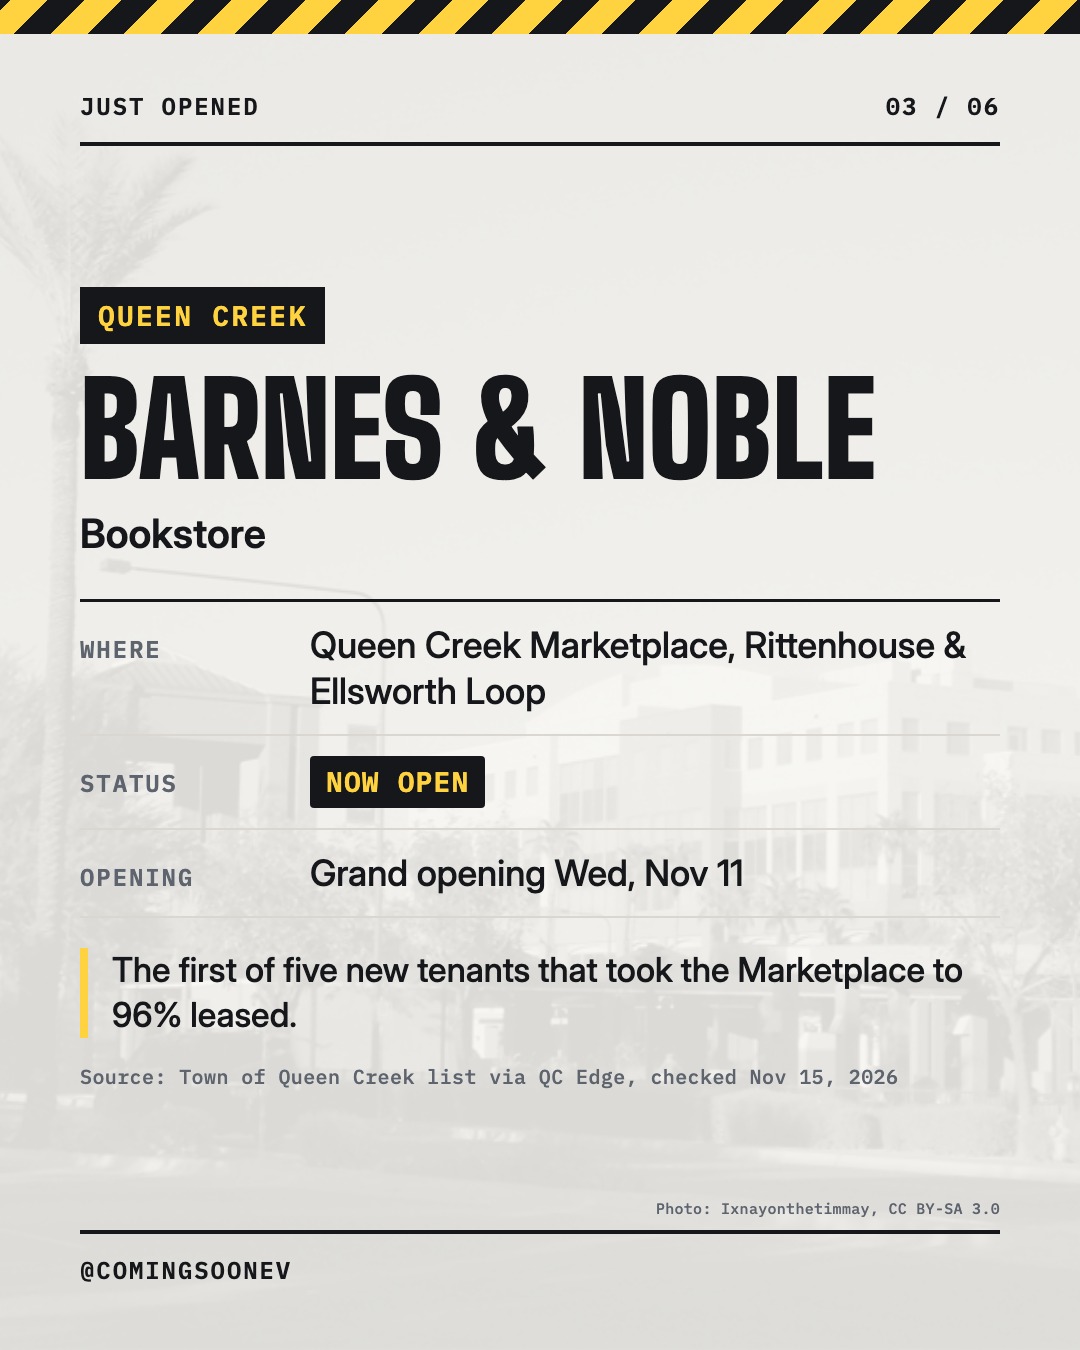 JUST OPENED
03 / 06
QUEEN CREEK
BARNES & NOBLE
Bookstore
WHERE
Queen Creek Marketplace, Rittenhouse &
Ellsworth Loop
STATUS
NOW OPEN
OPENING
Grand opening Wed, Nov 11
The first of five new tenants that took the Marketplace to
96% leased.
Source: Town of Queen Creek list via QC Edge, checked Nov 15, 2026
Photo: Ixnayonthetimmay, CC BY-SA 3.0
@COMINGSOONEV